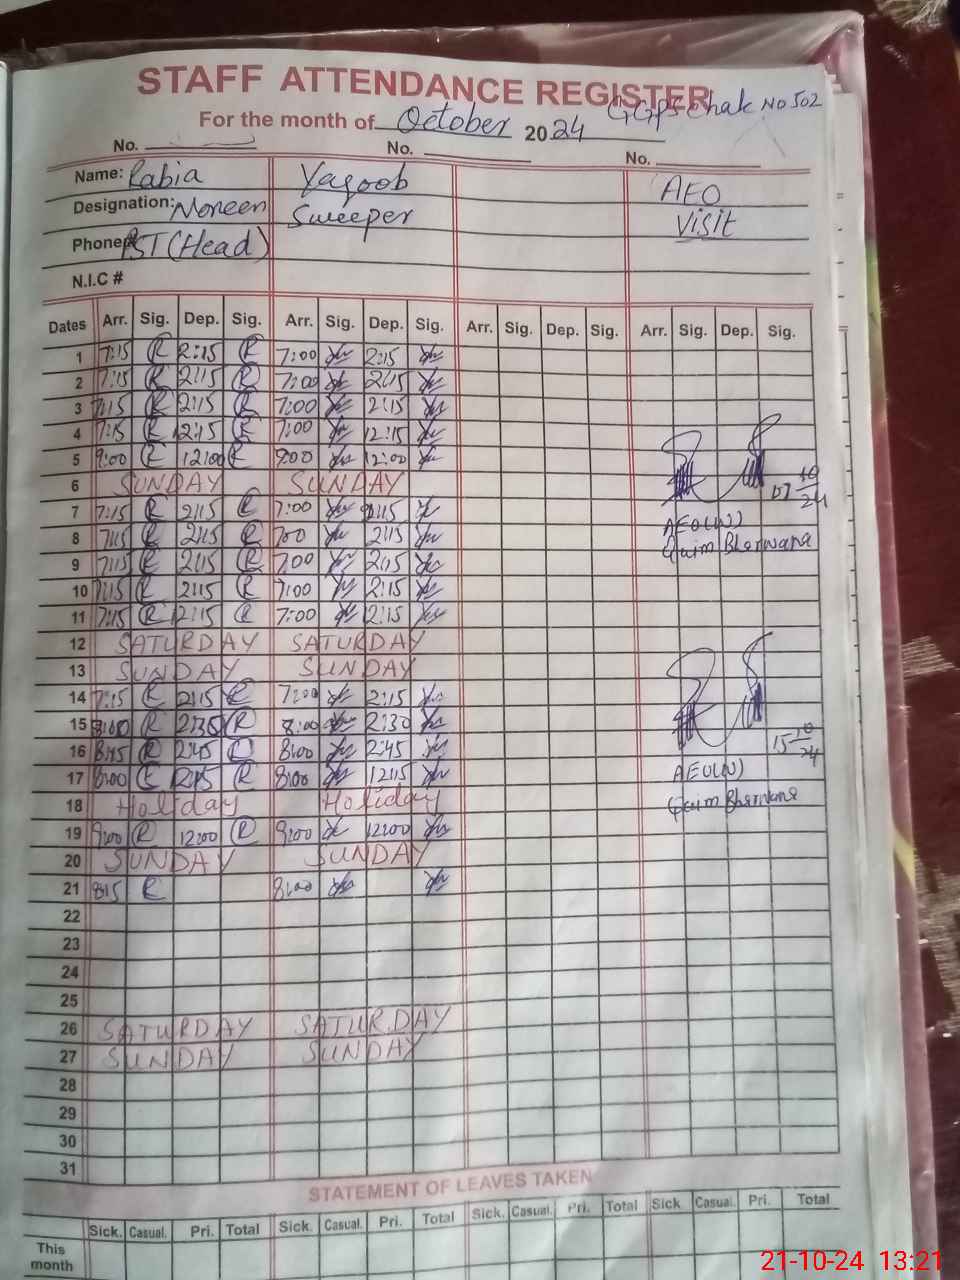 STAFF ATTENDANCE REGISTER
GGPS Chak No 502
For the month of October 2024
No. No. No.
Name: Rabia Yaqoob AEO
Designation: Noreen Sweeper Visit
Phone PST (Head)
N.I.C #
Dates Arr. Sig. Dep. Sig. Arr. Sig. Dep. Sig. Arr. Sig. Dep. Sig. Arr. Sig. Dep. Sig.
1 7:15 R 2:15 R 7:00 2:15
2 7:15 R 2:15 R 7:00 2:15
3 7:15 R 2:15 R 7:00 2:15
4 7:15 R 12:15 R 7:00 12:15
5 9:00 R 12:00 R 9:00 12:00
6 SUNDAY SUNDAY 07-10-24
7 7:15 R 2:15 R 7:00 2:15 AEO(W)
8 7:15 R 2:15 R 7:00 2:15 Qaim Bharwana
9 7:15 R 2:15 R 7:00 2:15
10 7:15 R 2:15 R 7:00 2:15
11 7:15 R 12:15 R 7:00 12:15
12 SATURDAY SATURDAY
13 SUNDAY SUNDAY
14 7:15 R 2:15 R 7:00 2:15
15 8:00 R 2:30 R 8:00 2:30 15-10-24
16 8:45 R 2:45 R 8:00 2:45 AEO(W)
17 8:00 R 12:15 R 8:00 12:15 Qaim Bharwana
18 Holiday Holiday
19 9:00 R 12:00 R 9:00 12:00
20 SUNDAY SUNDAY
21 8:15 R 8:00
22
23
24
25
26 SATURDAY SATURDAY
27 SUNDAY SUNDAY
28
29
30
31
STATEMENT OF LEAVES TAKEN
Sick. Casual. Pri. Total Sick. Casual. Pri. Total Sick. Casual. Pri. Total Sick Casual. Pri. Total
This month
21-10-24 13:21